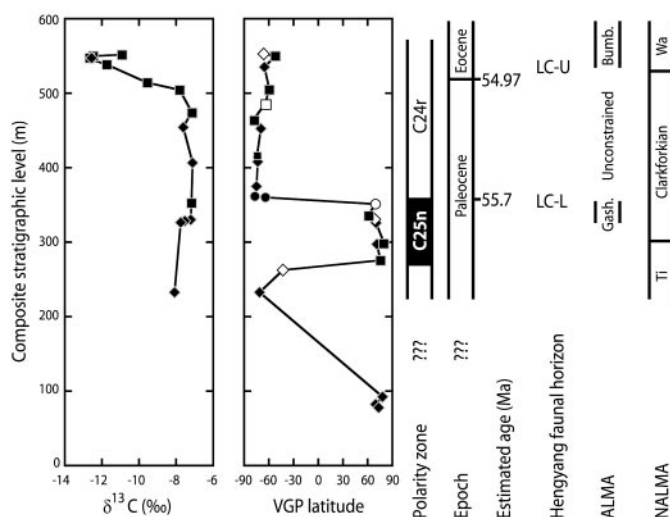 Composite stratigraphic level (m)
600
500
400
300
200
100
0
-14 -12 -10 -8 -6
δ13 C (‰)
-90 -60 -30 0 30 60 90
VGP latitude
C24r
C25n
???
Polarity zone
Eocene
Paleocene
???
Epoch
54.97
55.7
Estimated age (Ma)
LC-U
LC-L
Hengyang faunal horizon
Bumb.
Unconstrained
Gash.
ALMA
Wa
Clarkforkian
Ti
NALMA